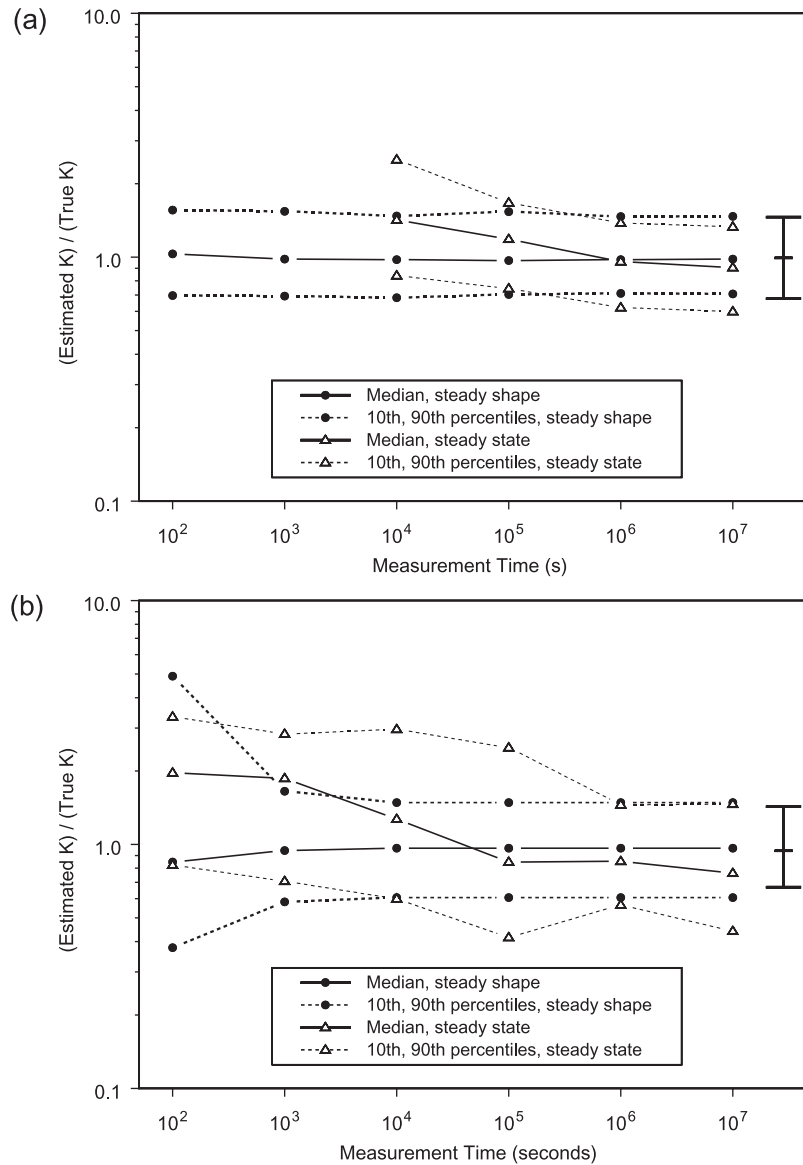 (a)
10.0
1.0
0.1
(Estimated K) / (True K)
Median, steady shape
10th, 90th percentiles, steady shape
Median, steady state
10th, 90th percentiles, steady state
10² 10³ 10⁴ 10⁵ 10⁶ 10⁷
Measurement Time (s)
(b)
10.0
1.0
0.1
(Estimated K) / (True K)
Median, steady shape
10th, 90th percentiles, steady shape
Median, steady state
10th, 90th percentiles, steady state
10² 10³ 10⁴ 10⁵ 10⁶ 10⁷
Measurement Time (seconds)